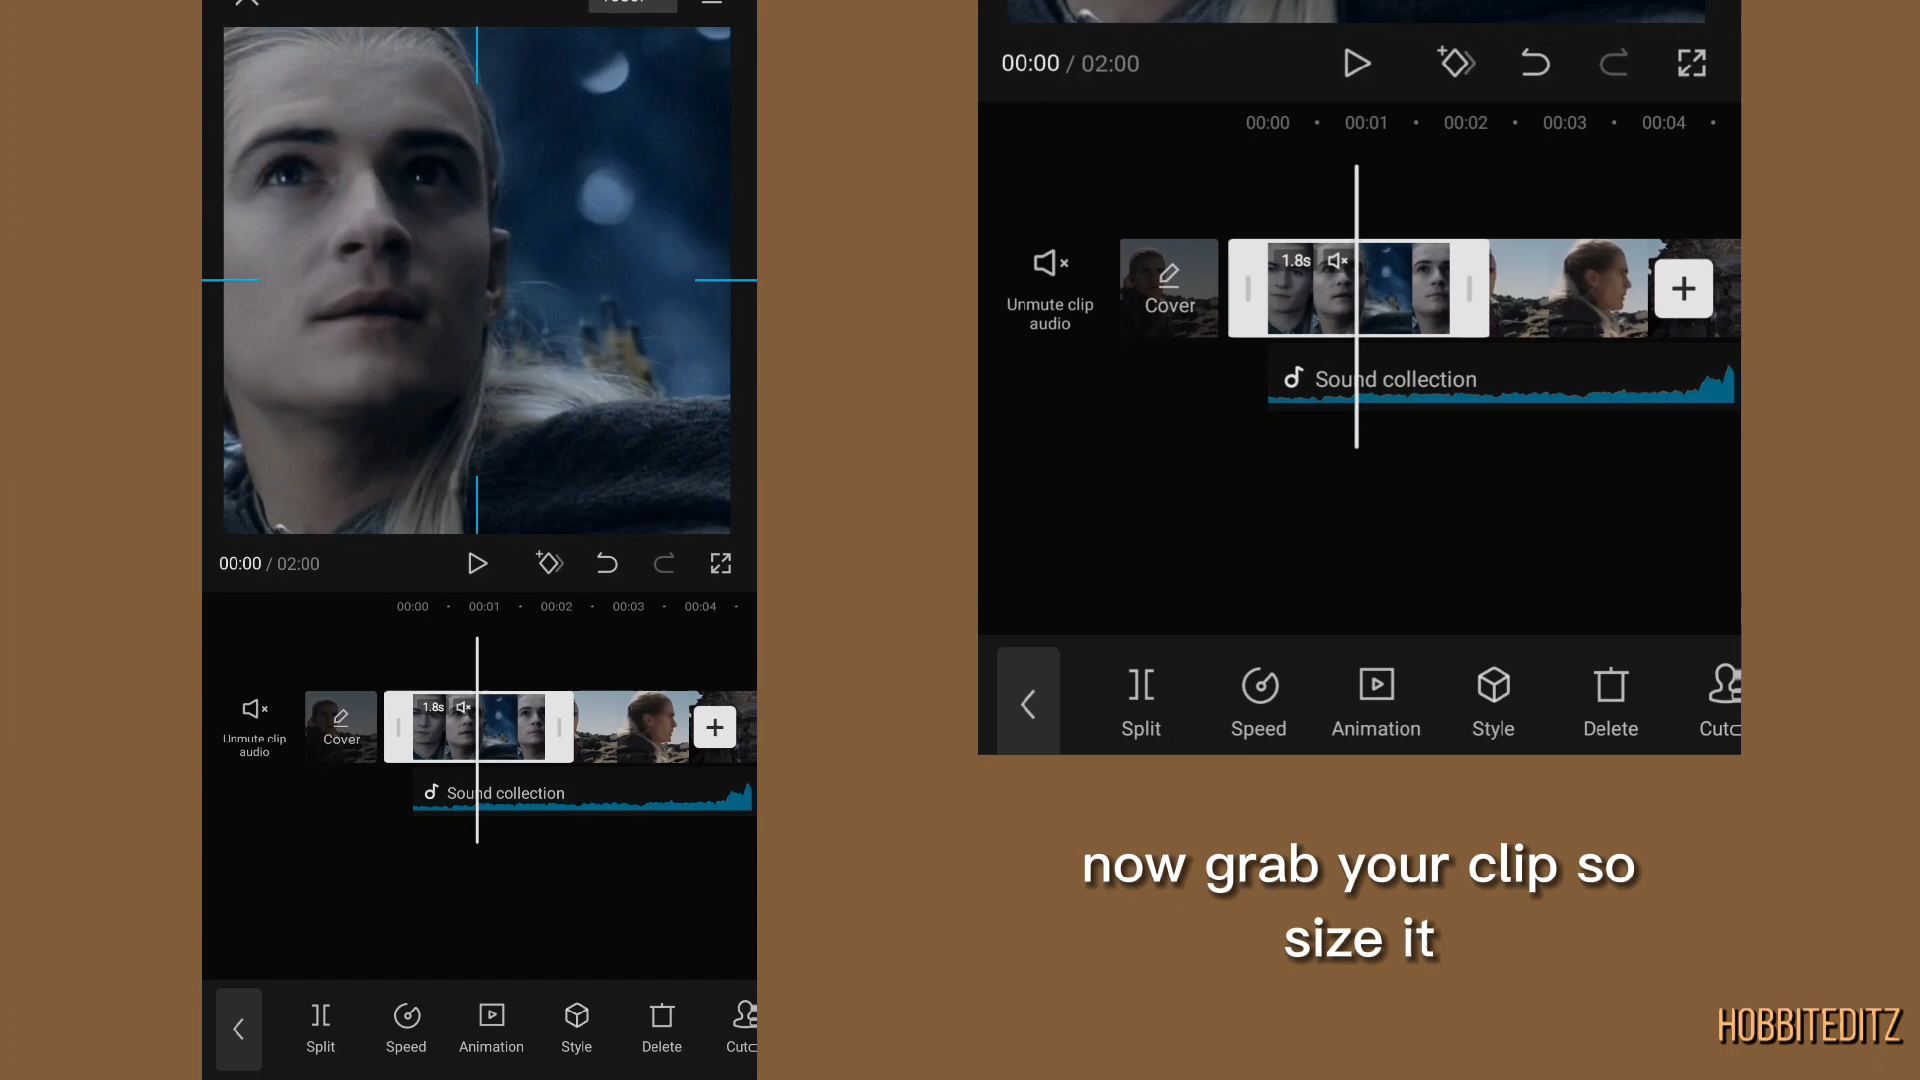 00:00 / 02:00
00:00 00:01 00:02 00:03 00:04
Unmute clip
audio
Cover
1.8s
Sound collection
Split
Speed
Animation
Style
Delete
00:00 / 02:00
00:00 00:01 00:02 00:03 00:04
Unmute clip
audio
Cover
1.8s
Sound collection
Split
Speed
Animation
Style
Delete
now grab your clip so
size it
HOBBITEDITZ